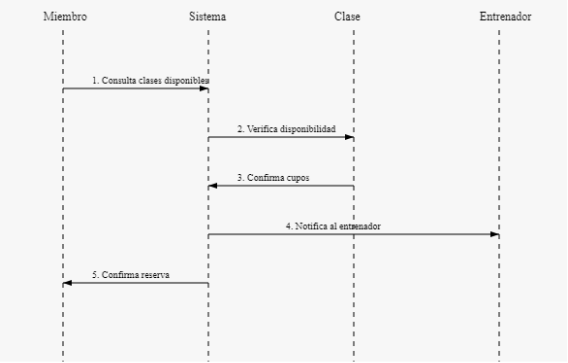 Miembro Sistema Clase Entrenador
1. Consulta clases disponibles
2. Verifica disponibilidad
3. Confirma cupos
4. Notifica al entrenador
5. Confirma reserva